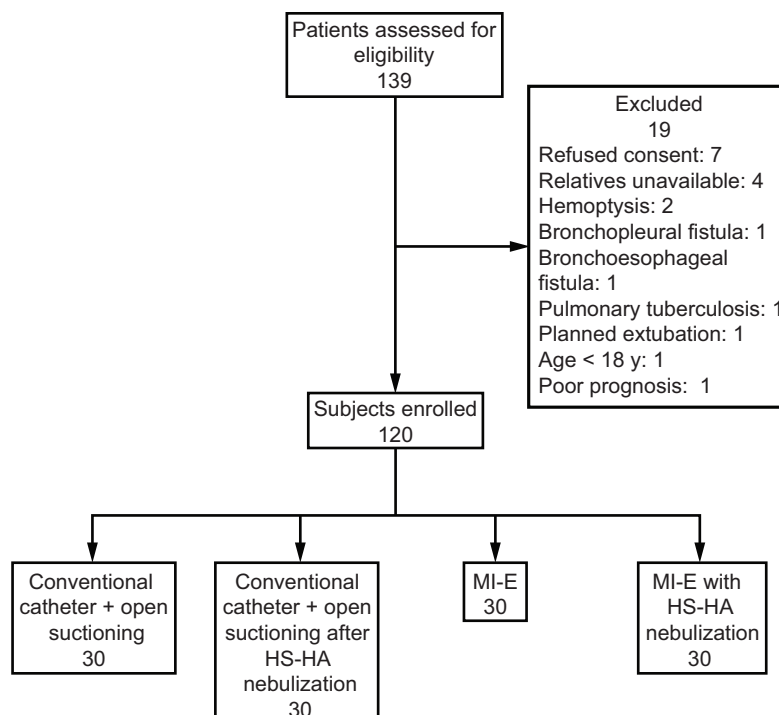 Patients assessed for
eligibility
139
Excluded
19
Refused consent: 7
Relatives unavailable: 4
Hemoptysis: 2
Bronchopleural fistula: 1
Bronchoesophageal
fistula: 1
Pulmonary tuberculosis: 1
Planned extubation: 1
Age < 18 y: 1
Poor prognosis: 1
Subjects enrolled
120
Conventional
catheter + open
suctioning
30
Conventional
catheter + open
suctioning after
HS-HA
nebulization
30
MI-E
30
MI-E with
HS-HA
nebulization
30